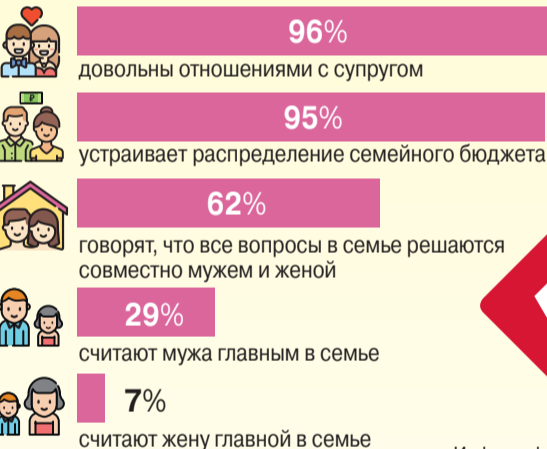 96%
довольны отношениями с супругом
₽
95%
устраивает распределение семейного бюджета
62%
говорят, что все вопросы в семье решаются
совместно мужем и женой
29%
считают мужа главным в семье
7%
считают жену главной в семье